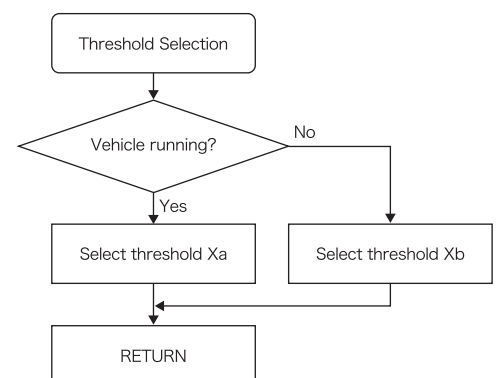 Threshold Selection
Vehicle running?
No
Yes
Select threshold Xa
Select threshold Xb
RETURN